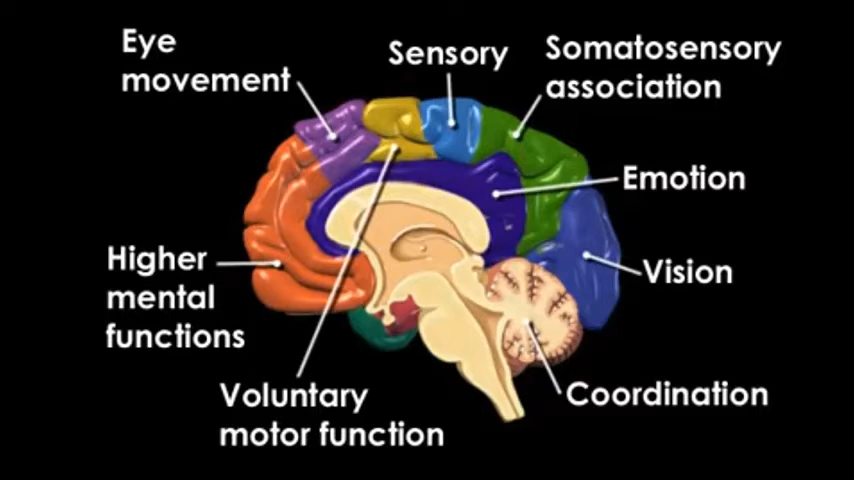 Eye
movement
Sensory
Somatosensory
association
Emotion
Vision
Higher
mental
functions
Voluntary
motor function
Coordination